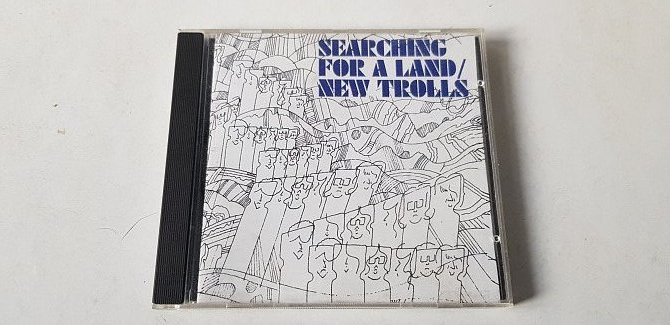 SEARCHING
FOR A LAND/
NEW TROLLS